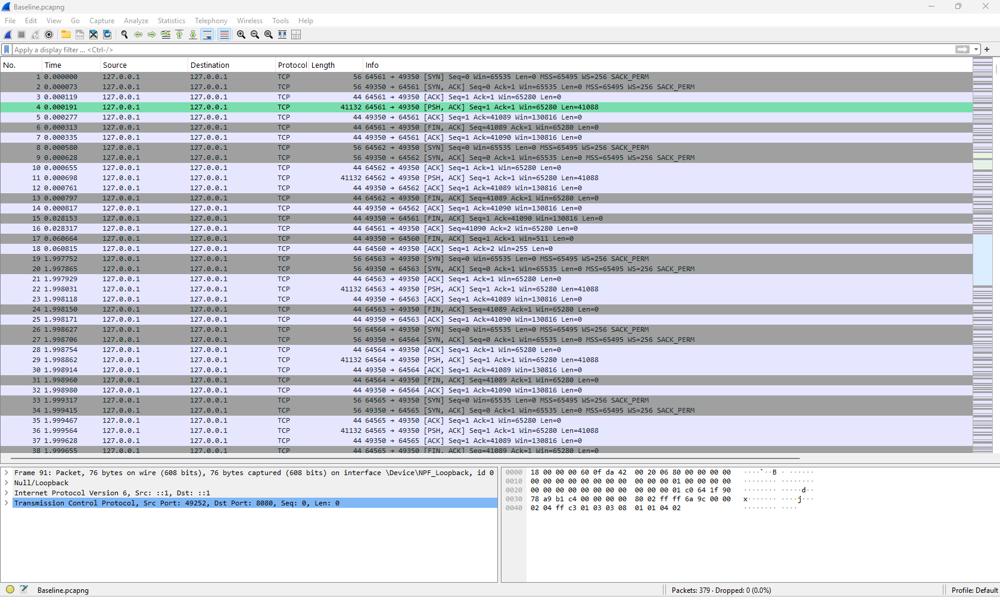 Baseline.pcapng
File Edit View Go Capture Analyze Statistics Telephony Wireless Tools Help
Apply a display filter ... <Ctrl-/>
No. Time Source Destination Protocol Length Info
1 0.000000 127.0.0.1 127.0.0.1 TCP 56 64561 → 49350 [SYN] Seq=0 Win=65535 Len=0 MSS=65495 WS=256 SACK_PERM
2 0.000073 127.0.0.1 127.0.0.1 TCP 56 49350 → 64561 [SYN, ACK] Seq=0 Ack=1 Win=65535 Len=0 MSS=65495 WS=256 SACK_PERM
3 0.000119 127.0.0.1 127.0.0.1 TCP 44 64561 → 49350 [ACK] Seq=1 Ack=1 Win=65280 Len=0
4 0.000191 127.0.0.1 127.0.0.1 TCP 41132 64561 → 49350 [PSH, ACK] Seq=1 Ack=1 Win=65280 Len=41088
5 0.000277 127.0.0.1 127.0.0.1 TCP 44 49350 → 64561 [ACK] Seq=1 Ack=41089 Win=130816 Len=0
6 0.000313 127.0.0.1 127.0.0.1 TCP 44 64561 → 49350 [FIN, ACK] Seq=41089 Ack=1 Win=65280 Len=0
7 0.000335 127.0.0.1 127.0.0.1 TCP 44 49350 → 64561 [ACK] Seq=1 Ack=41090 Win=130816 Len=0
8 0.000580 127.0.0.1 127.0.0.1 TCP 56 64562 → 49350 [SYN] Seq=0 Win=65535 Len=0 MSS=65495 WS=256 SACK_PERM
9 0.000628 127.0.0.1 127.0.0.1 TCP 56 49350 → 64562 [SYN, ACK] Seq=0 Ack=1 Win=65535 Len=0 MSS=65495 WS=256 SACK_PERM
10 0.000655 127.0.0.1 127.0.0.1 TCP 44 64562 → 49350 [ACK] Seq=1 Ack=1 Win=65280 Len=0
11 0.000698 127.0.0.1 127.0.0.1 TCP 41132 64562 → 49350 [PSH, ACK] Seq=1 Ack=1 Win=65280 Len=41088
12 0.000761 127.0.0.1 127.0.0.1 TCP 44 49350 → 64562 [ACK] Seq=1 Ack=41089 Win=130816 Len=0
13 0.000797 127.0.0.1 127.0.0.1 TCP 44 64562 → 49350 [FIN, ACK] Seq=41089 Ack=1 Win=65280 Len=0
14 0.000817 127.0.0.1 127.0.0.1 TCP 44 49350 → 64562 [ACK] Seq=1 Ack=41090 Win=130816 Len=0
15 0.028153 127.0.0.1 127.0.0.1 TCP 44 49350 → 64561 [FIN, ACK] Seq=1 Ack=41090 Win=130816 Len=0
16 0.028317 127.0.0.1 127.0.0.1 TCP 44 64561 → 49350 [ACK] Seq=41090 Ack=2 Win=65280 Len=0
17 0.060664 127.0.0.1 127.0.0.1 TCP 44 49350 → 64560 [FIN, ACK] Seq=1 Ack=1 Win=511 Len=0
18 0.060815 127.0.0.1 127.0.0.1 TCP 44 64560 → 49350 [ACK] Seq=1 Ack=2 Win=255 Len=0
19 1.997752 127.0.0.1 127.0.0.1 TCP 56 64563 → 49350 [SYN] Seq=0 Win=65535 Len=0 MSS=65495 WS=256 SACK_PERM
20 1.997865 127.0.0.1 127.0.0.1 TCP 56 49350 → 64563 [SYN, ACK] Seq=0 Ack=1 Win=65535 Len=0 MSS=65495 WS=256 SACK_PERM
21 1.997929 127.0.0.1 127.0.0.1 TCP 44 64563 → 49350 [ACK] Seq=1 Ack=1 Win=65280 Len=0
22 1.998031 127.0.0.1 127.0.0.1 TCP 41132 64563 → 49350 [PSH, ACK] Seq=1 Ack=1 Win=65280 Len=41088
23 1.998118 127.0.0.1 127.0.0.1 TCP 44 49350 → 64563 [ACK] Seq=1 Ack=41089 Win=130816 Len=0
24 1.998150 127.0.0.1 127.0.0.1 TCP 44 64563 → 49350 [FIN, ACK] Seq=41089 Ack=1 Win=65280 Len=0
25 1.998171 127.0.0.1 127.0.0.1 TCP 44 49350 → 64563 [ACK] Seq=1 Ack=41090 Win=130816 Len=0
26 1.998627 127.0.0.1 127.0.0.1 TCP 56 64564 → 49350 [SYN] Seq=0 Win=65535 Len=0 MSS=65495 WS=256 SACK_PERM
27 1.998706 127.0.0.1 127.0.0.1 TCP 56 49350 → 64564 [SYN, ACK] Seq=0 Ack=1 Win=65535 Len=0 MSS=65495 WS=256 SACK_PERM
28 1.998754 127.0.0.1 127.0.0.1 TCP 44 64564 → 49350 [ACK] Seq=1 Ack=1 Win=65280 Len=0
29 1.998862 127.0.0.1 127.0.0.1 TCP 41132 64564 → 49350 [PSH, ACK] Seq=1 Ack=1 Win=65280 Len=41088
30 1.998914 127.0.0.1 127.0.0.1 TCP 44 49350 → 64564 [ACK] Seq=1 Ack=41089 Win=130816 Len=0
31 1.998960 127.0.0.1 127.0.0.1 TCP 44 64564 → 49350 [FIN, ACK] Seq=41089 Ack=1 Win=65280 Len=0
32 1.998980 127.0.0.1 127.0.0.1 TCP 44 49350 → 64564 [ACK] Seq=1 Ack=41090 Win=130816 Len=0
33 1.999317 127.0.0.1 127.0.0.1 TCP 56 64565 → 49350 [SYN] Seq=0 Win=65535 Len=0 MSS=65495 WS=256 SACK_PERM
34 1.999415 127.0.0.1 127.0.0.1 TCP 56 49350 → 64565 [SYN, ACK] Seq=0 Ack=1 Win=65535 Len=0 MSS=65495 WS=256 SACK_PERM
35 1.999467 127.0.0.1 127.0.0.1 TCP 44 64565 → 49350 [ACK] Seq=1 Ack=1 Win=65280 Len=0
36 1.999564 127.0.0.1 127.0.0.1 TCP 41132 64565 → 49350 [PSH, ACK] Seq=1 Ack=1 Win=65280 Len=41088
37 1.999628 127.0.0.1 127.0.0.1 TCP 44 49350 → 64565 [ACK] Seq=1 Ack=41089 Win=130816 Len=0
38 1.999655 127.0.0.1 127.0.0.1 TCP 44 64565 → 49350 [FIN, ACK] Seq=41089 Ack=1 Win=65280 Len=0
Frame 91: Packet, 76 bytes on wire (608 bits), 76 bytes captured (608 bits) on interface \Device\NPF_Loopback, id 0
Null/Loopback
Internet Protocol Version 6, Src: ::1, Dst: ::1
Transmission Control Protocol, Src Port: 49252, Dst Port: 8080, Seq: 0, Len: 0
0000 18 00 00 00 60 0f da 42 00 20 06 80 00 00 00 00 ····`··B · ······
0010 00 00 00 00 00 00 00 00 00 00 00 01 00 00 00 00 ········ ········
0020 00 00 00 00 00 00 00 00 00 00 00 01 c0 64 1f 90 ········ ·····d··
0030 78 a9 b1 c4 00 00 00 00 80 02 ff ff 6a 9c 00 00 x······· ····j···
0040 02 04 ff c3 01 03 03 08 01 01 04 02 ········ ····
Baseline.pcapng
Packets: 379 · Dropped: 0 (0.0%)
Profile: Default